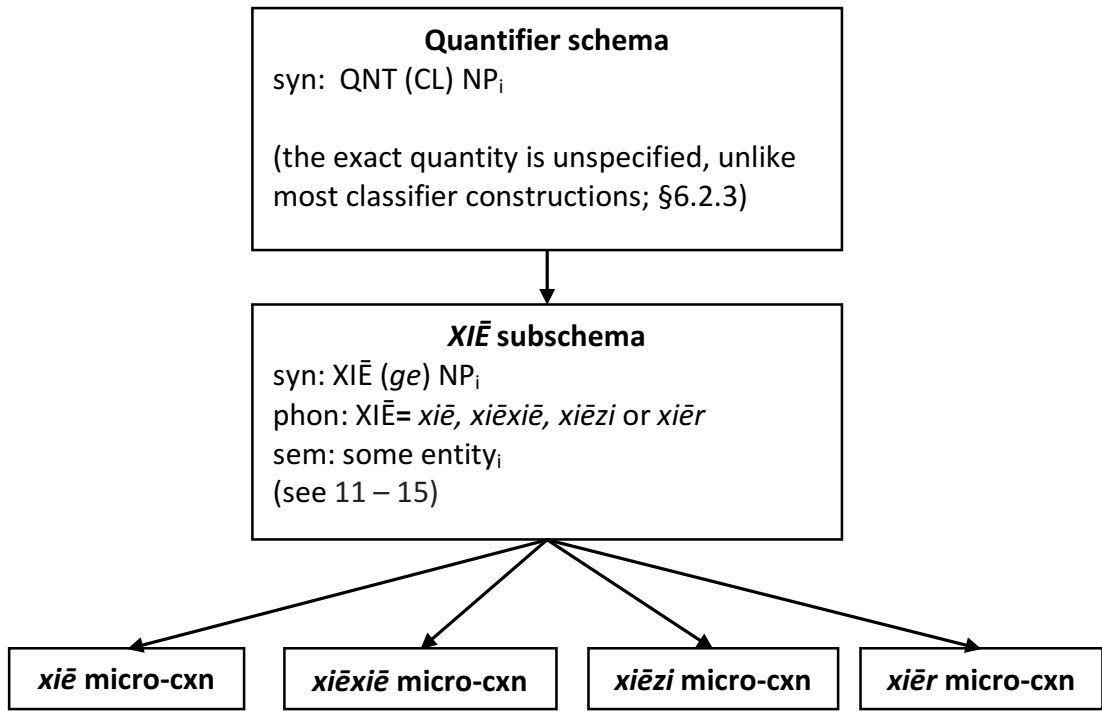 Quantifier schema
syn: QNT (CL) NPᵢ
(the exact quantity is unspecified, unlike
most classifier constructions; §6.2.3)
XIĒ subschema
syn: XIĒ (ge) NPᵢ
phon: XIĒ= xiē, xiēxiē, xiēzi or xiēr
sem: some entityᵢ
(see 11 – 15)
xiē micro-cxn
xiēxiē micro-cxn
xiēzi micro-cxn
xiēr micro-cxn